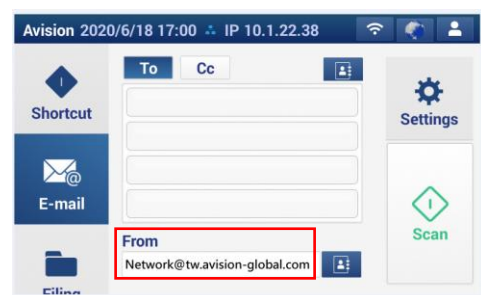 Avision 2020/6/18 17:00 IP 10.1.22.38
To Cc
Shortcut
Settings
E-mail
Scan
From
Network@tw.avision-global.com
Filing